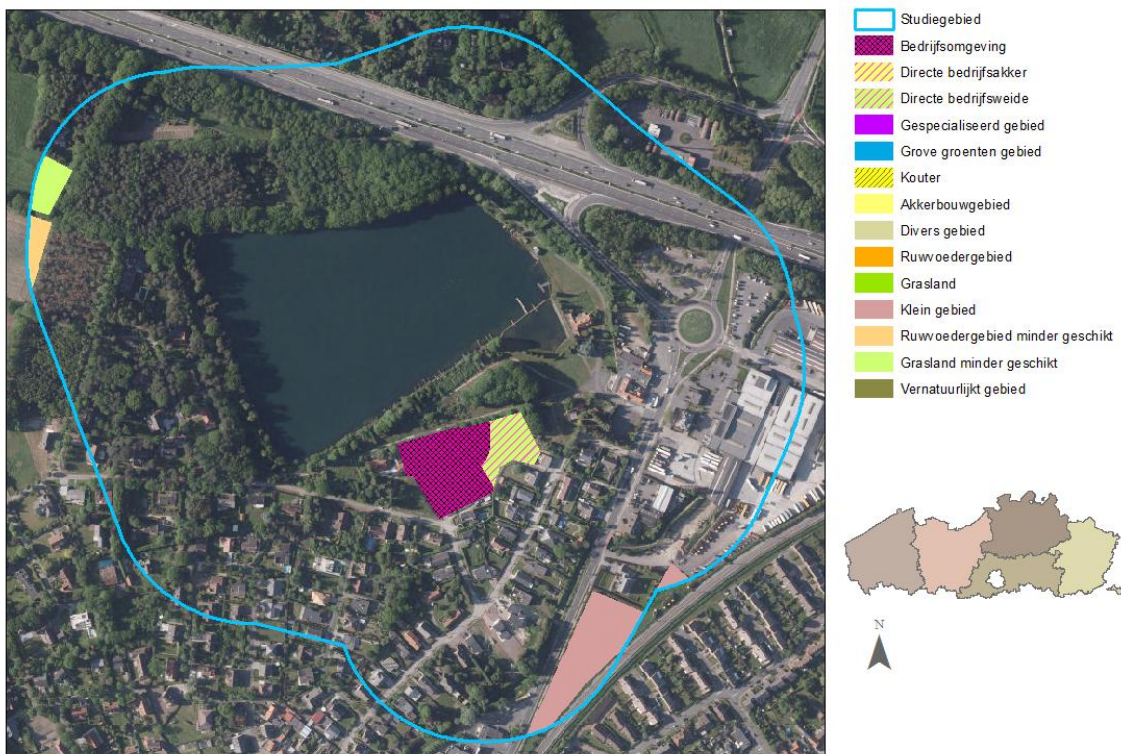 Studiegebied
Bedrijfsomgeving
Directe bedrijfsakker
Directe bedrijfsweide
Gespecialiseerd gebied
Grove groenten gebied
Kouter
Akkerbouwgebied
Divers gebied
Ruwvoedergebied
Grasland
Klein gebied
Ruwvoedergebied minder geschikt
Grasland minder geschikt
Vernatuurlijkt gebied
N